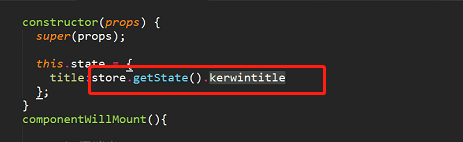 constructor(props) {
super(props);
this.state = {
title:store.getState().kerwintitle
};
}
componentWillMount(){